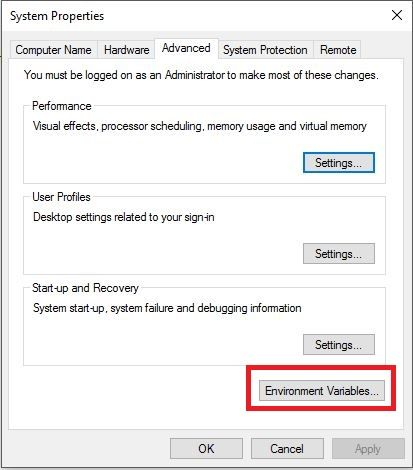 System Properties
Computer Name Hardware Advanced System Protection Remote
You must be logged on as an Administrator to make most of these changes.
Performance
Visual effects, processor scheduling, memory usage and virtual memory
Settings...
User Profiles
Desktop settings related to your sign-in
Settings...
Start-up and Recovery
System start-up, system failure and debugging information
Settings...
Environment Variables...
OK Cancel Apply